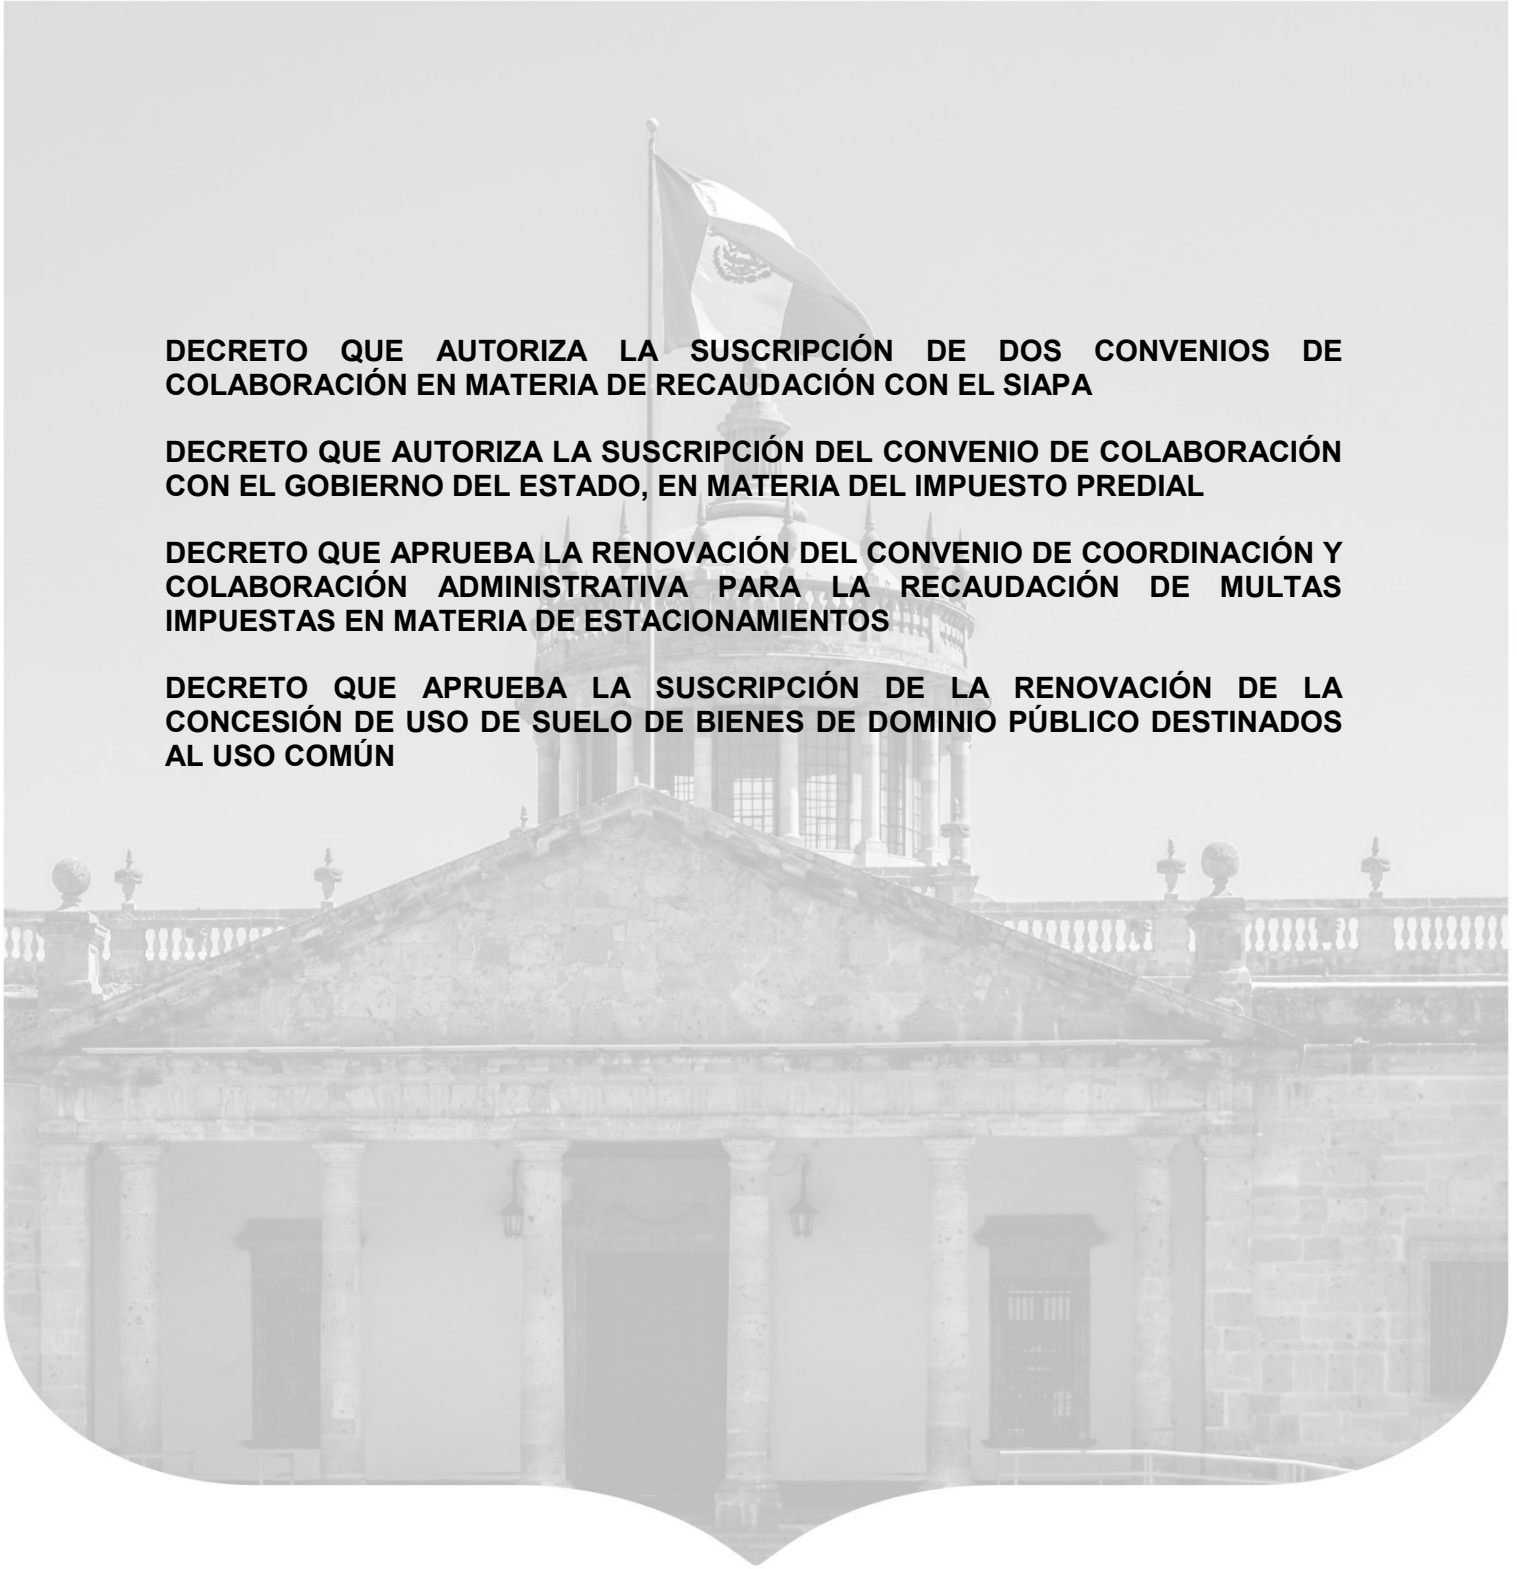 DECRETO QUE AUTORIZA LA SUSCRIPCIÓN DE DOS CONVENIOS DE
COLABORACIÓN EN MATERIA DE RECAUDACIÓN CON EL SIAPA
DECRETO QUE AUTORIZA LA SUSCRIPCIÓN DEL CONVENIO DE COLABORACIÓN
CON EL GOBIERNO DEL ESTADO, EN MATERIA DEL IMPUESTO PREDIAL
DECRETO QUE APRUEBA LA RENOVACIÓN DEL CONVENIO DE COORDINACIÓN Y
COLABORACIÓN ADMINISTRATIVA PARA LA RECAUDACIÓN DE MULTAS
IMPUESTAS EN MATERIA DE ESTACIONAMIENTOS
DECRETO QUE APRUEBA LA SUSCRIPCIÓN DE LA RENOVACIÓN DE LA
CONCESIÓN DE USO DE SUELO DE BIENES DE DOMINIO PÚBLICO DESTINADOS
AL USO COMÚN